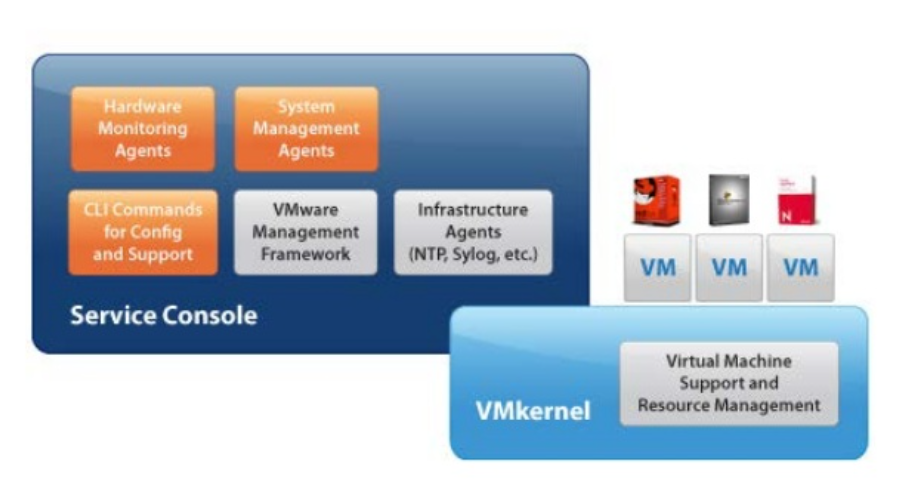 Hardware
Monitoring
Agents
System
Management
Agents
CLI Commands
for Config
and Support
VMware
Management
Framework
Infrastructure
Agents
(NTP, Sylog, etc.)
Service Console
N
VM
VM
VM
VMkernel
Virtual Machine
Support and
Resource Management